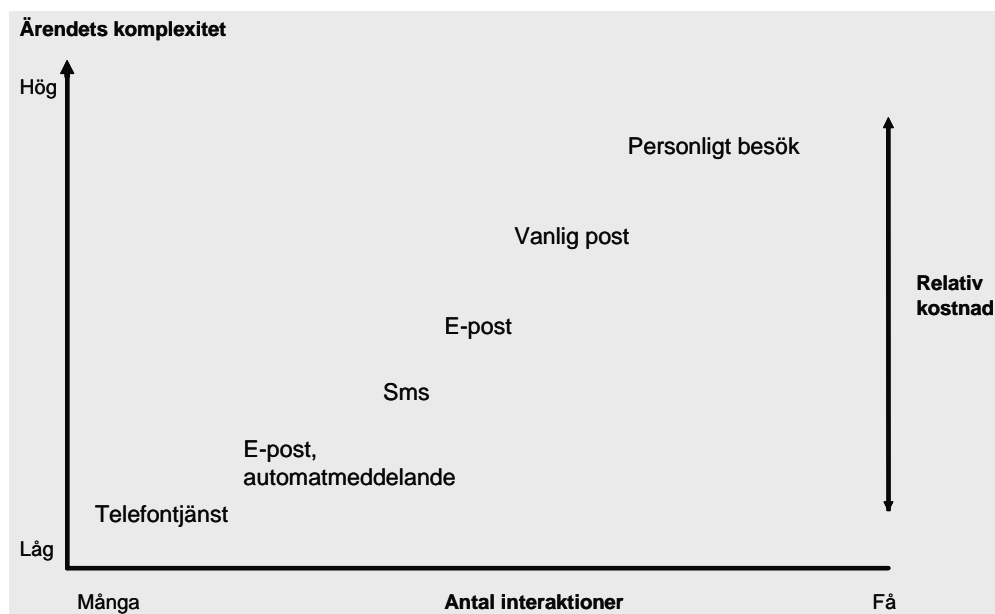 Ärendets komplexitet
Hög
Personligt besök
Vanlig post
Relativ
kostnad
E-post
Sms
E-post,
automatmeddelande
Telefontjänst
Låg
Många
Antal interaktioner
Få